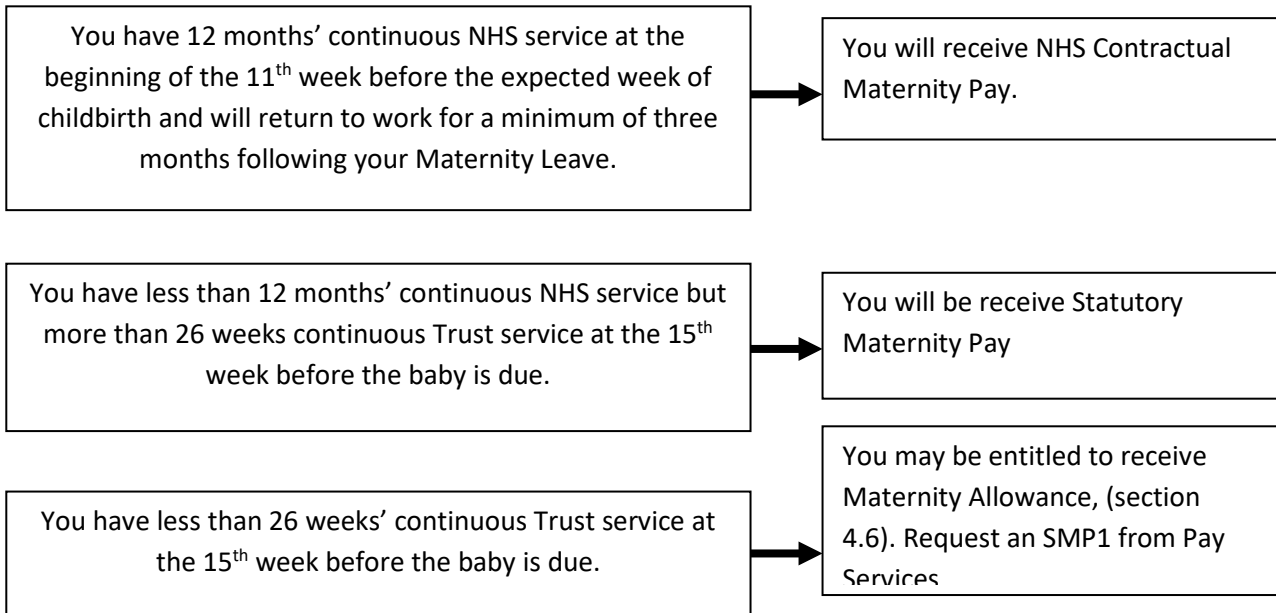 You have 12 months’ continuous NHS service at the
beginning of the 11th week before the expected week of
childbirth and will return to work for a minimum of three
months following your Maternity Leave.
You will receive NHS Contractual
Maternity Pay.
You have less than 12 months’ continuous NHS service but
more than 26 weeks continuous Trust service at the 15th
week before the baby is due.
You will be receive Statutory
Maternity Pay
You have less than 26 weeks’ continuous Trust service at
the 15th week before the baby is due.
You may be entitled to receive
Maternity Allowance, (section
4.6). Request an SMP1 from Pay
Services